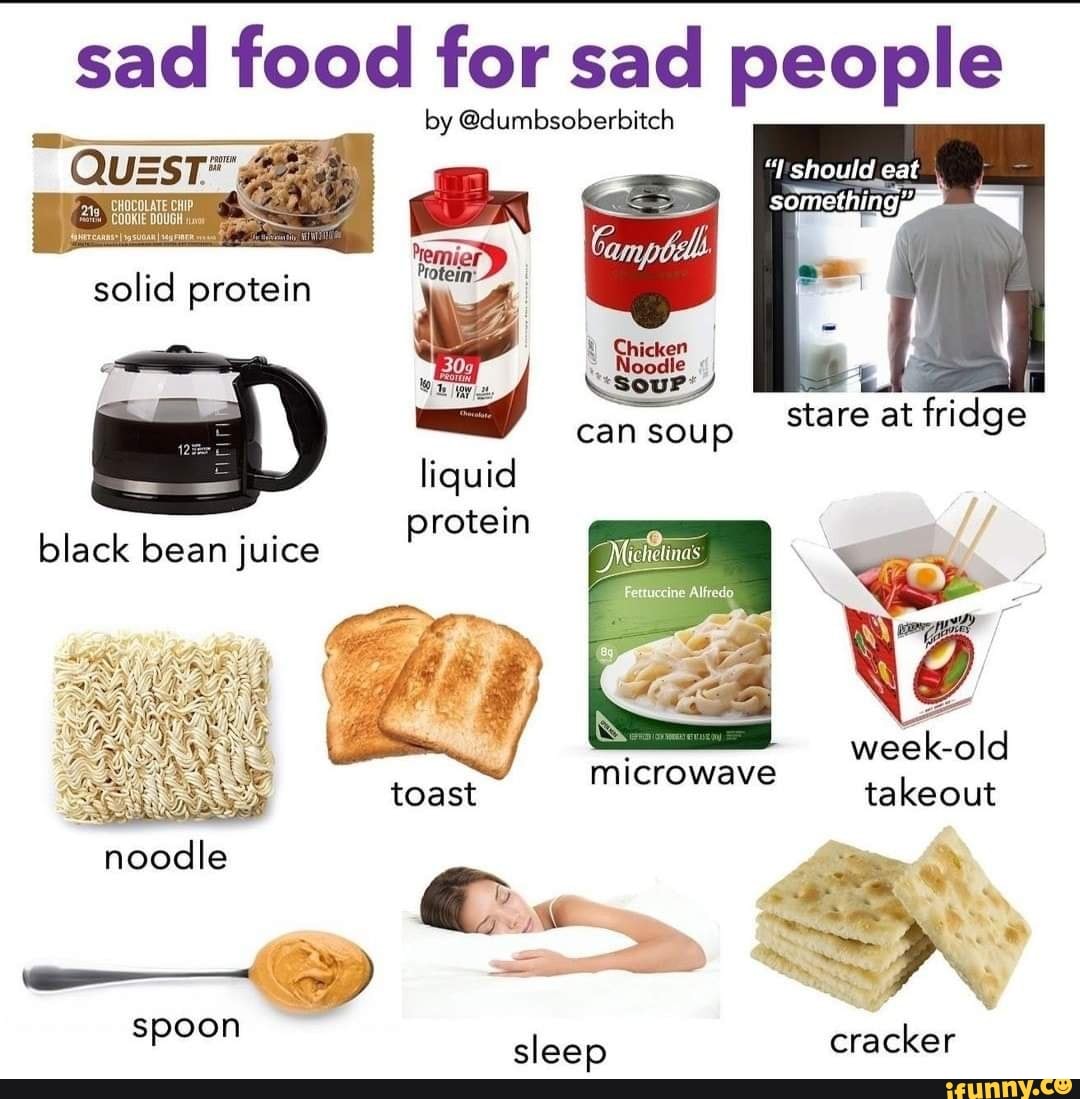 sad food for sad people
by @dumbsoberbitch
QUEST PROTEIN BAR
21g PROTEIN
CHOCOLATE CHIP
COOKIE DOUGH FLAVOR
4g NET CARBS* | 1g SUGAR | 14g FIBER
solid protein
Premier
Protein
30g
PROTEIN
160 1g LOW FAT 24
Chocolate
liquid
protein
Campbell's
Chicken
Noodle
SOUP
can soup
"I should eat
something"
stare at fridge
12
black bean juice
Michelina's
Fettuccine Alfredo
8g
microwave
NOODLES
week-old
takeout
noodle
toast
spoon
sleep
cracker
ifunny.co